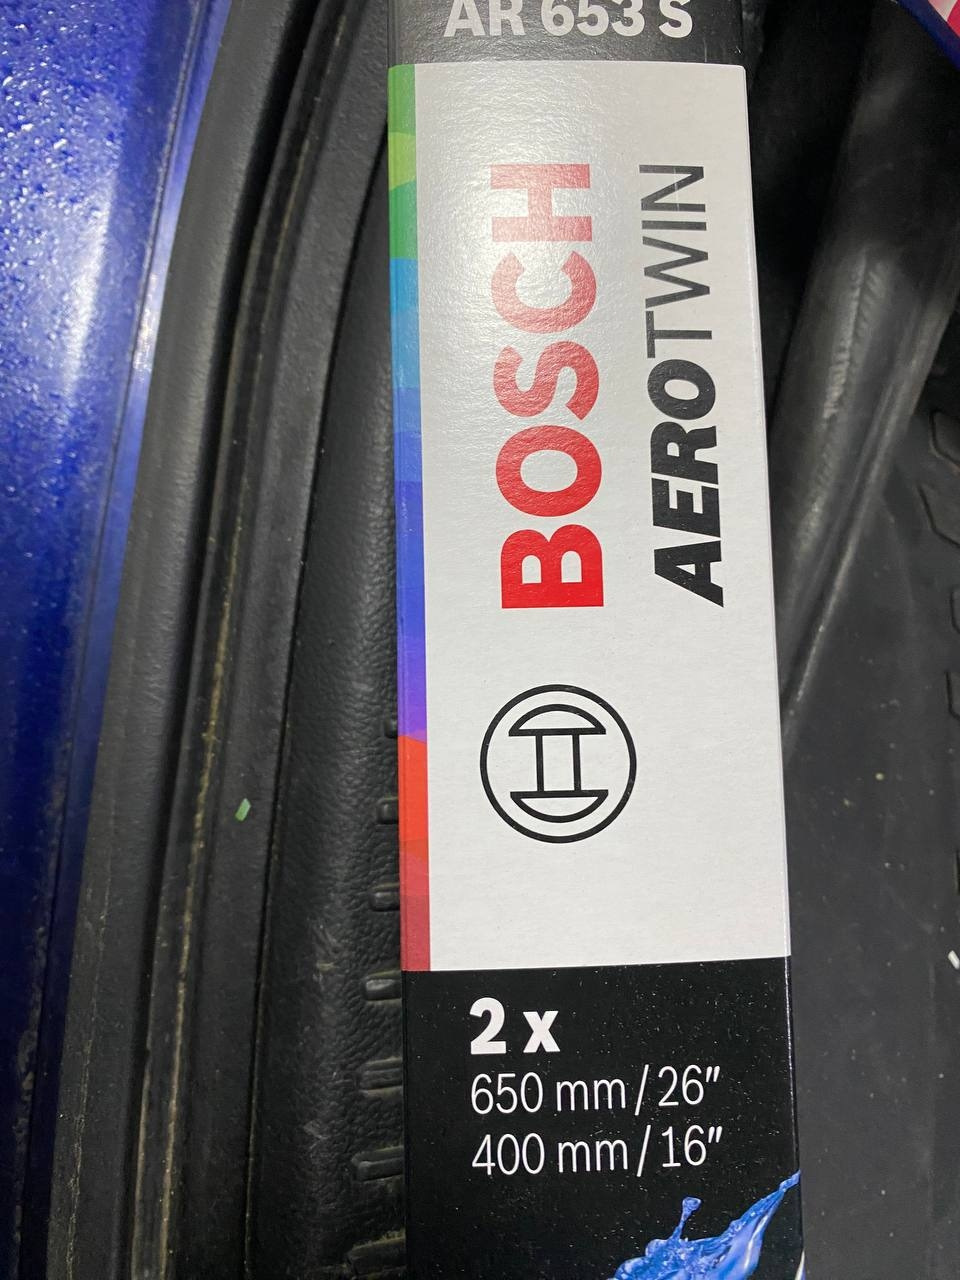 AR 653 S
BOSCH
AEROTWIN
2 x
650 mm/26″
400 mm/16″